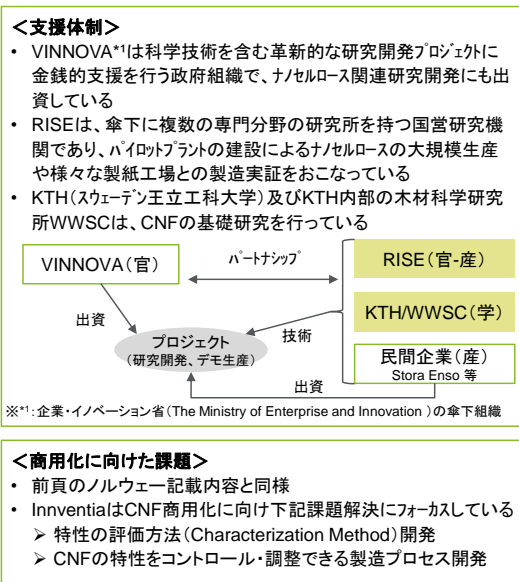 ＜支援体制＞
• VINNOVA*1は科学技術を含む革新的な研究開発ﾌﾟﾛｼﾞｪｸﾄに
金銭的支援を行う政府組織で、ﾅﾉｾﾙﾛｰｽ関連研究開発にも出
資している
• RISEは、傘下に複数の専門分野の研究所を持つ国営研究機
関であり、ﾊﾟｲﾛｯﾄﾌﾟﾗﾝﾄの建設によるﾅﾉｾﾙﾛｰｽの大規模生産
や様々な製紙工場との製造実証をおこなっている
• KTH（ｽｳｪｰﾃﾞﾝ王立工科大学）及びKTH内部の木材科学研究
所WWSCは、CNFの基礎研究を行っている
VINNOVA（官）
ﾊﾟｰﾄﾅｼｯﾌﾟ
RISE（官-産）
KTH/WWSC（学）
出資
技術
プロジェクト
（研究開発、デモ生産）
民間企業（産）
Stora Enso 等
出資
※*1：企業・イノベーション省（The Ministry of Enterprise and Innovation ）の傘下組織
＜商用化に向けた課題＞
• 前頁のノルウェー記載内容と同様
• InnventiaはCNF商用化に向け下記課題解決にﾌｫｰｶｽしている
➢ 特性の評価方法（Characterization Method）開発
➢ CNFの特性をコントロール・調整できる製造プロセス開発